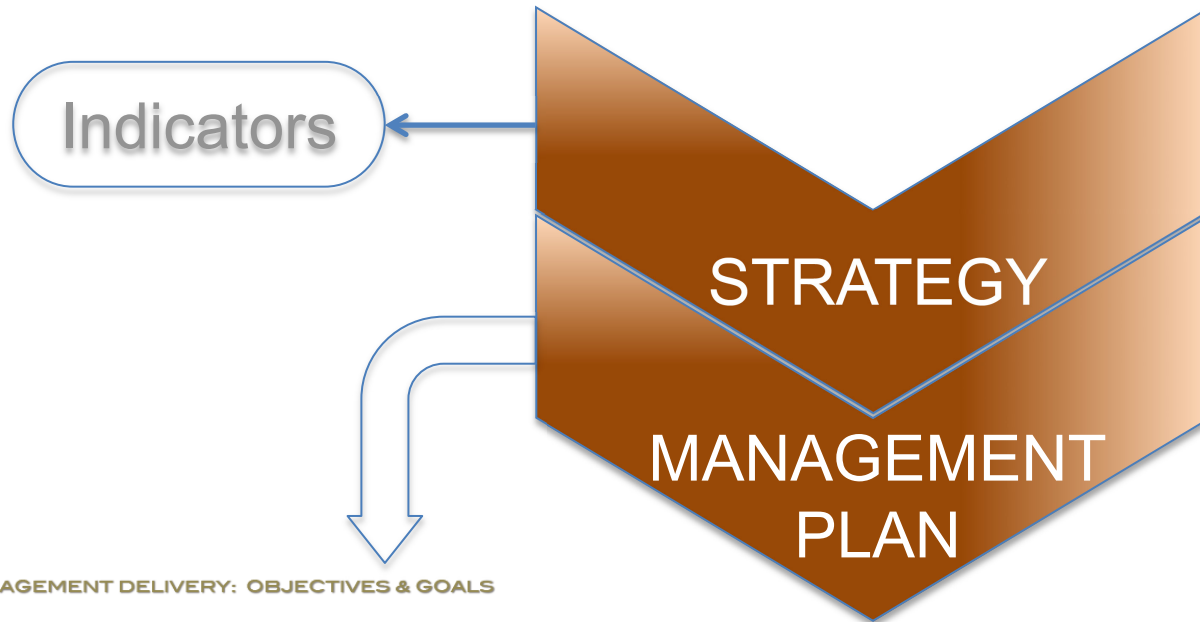 Indicators
STRATEGY
MANAGEMENT
PLAN
AGEMENT DELIVERY: OBJECTIVES & GOALS